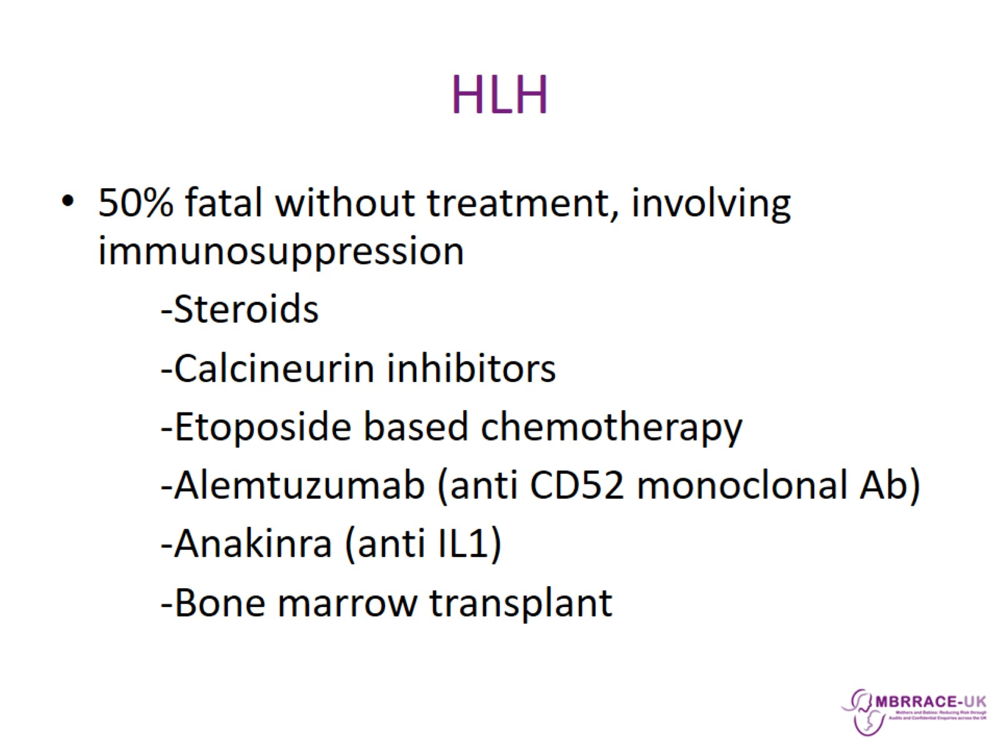 HLH
• 50% fatal without treatment, involving
immunosuppression
-Steroids
-Calcineurin inhibitors
-Etoposide based chemotherapy
-Alemtuzumab (anti CD52 monoclonal Ab)
-Anakinra (anti IL1)
-Bone marrow transplant
MBRRACE-UK
Mothers and Babies: Reducing Risk through
Audits and Confidential Enquiries across the UK